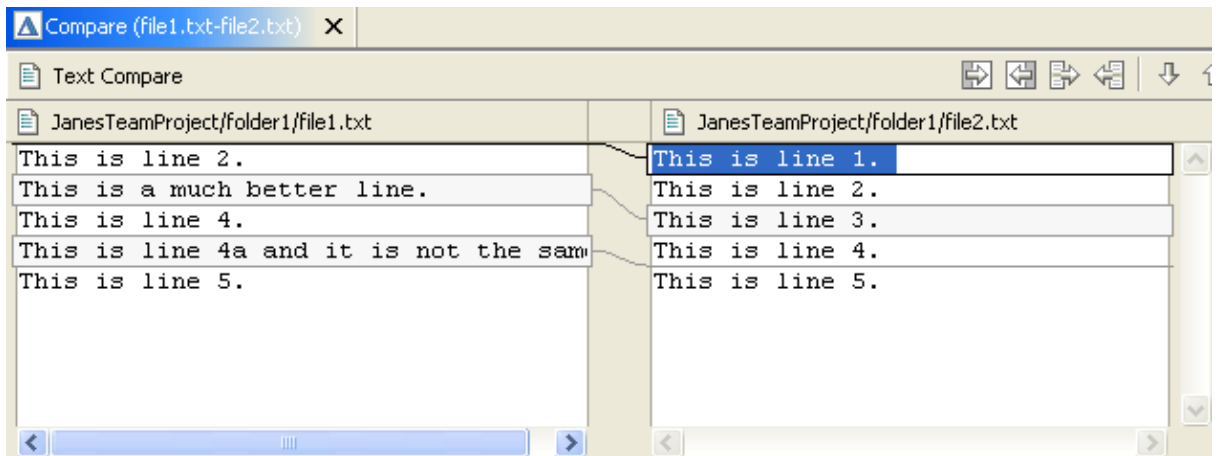 Compare (file1.txt-file2.txt) X
Text Compare
JanesTeamProject/folder1/file1.txt
This is line 2.
This is a much better line.
This is line 4.
This is line 4a and it is not the
This is line 5.
JanesTeamProject/folder1/file2.txt
This is line 1.
This is line 2.
This is line 3.
This is line 4.
This is line 5.